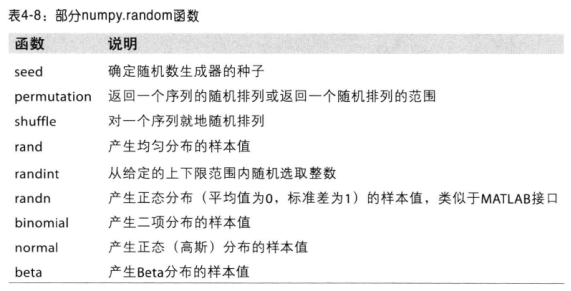 表4-8：部分numpy.random函数
函数 说明
seed 确定随机数生成器的种子
permutation 返回一个序列的随机排列或返回一个随机排列的范围
shuffle 对一个序列就地随机排列
rand 产生均匀分布的样本值
randint 从给定的上下限范围内随机选取整数
randn 产生正态分布（平均值为0，标准差为1）的样本值，类似于MATLAB接口
binomial 产生二项分布的样本值
normal 产生正态（高斯）分布的样本值
beta 产生Beta分布的样本值